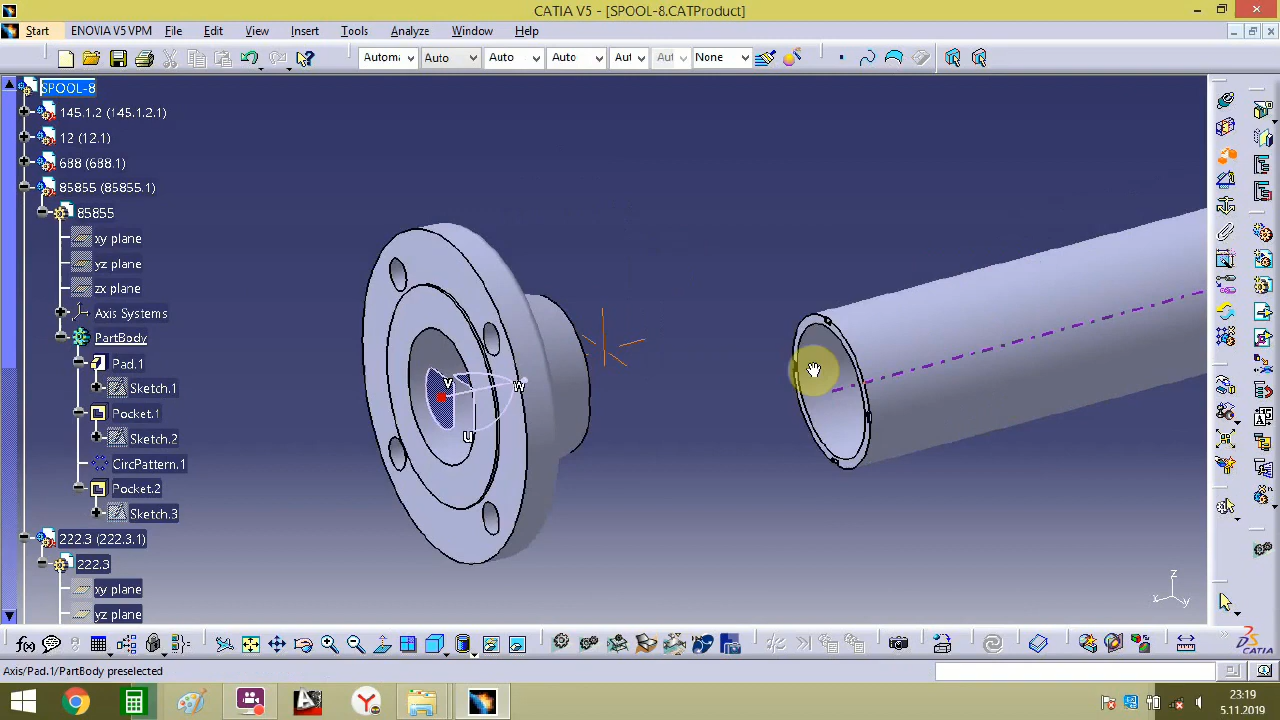 CATIA V5 - [SPOOL-8.CATProduct]
Start ENOVIA V5 VPM File Edit View Insert Tools Analyze Window Help
Automa Auto Auto Auto Aut Aut None
SPOOL-8
145.1.2 (145.1.2.1)
12 (12.1)
688 (688.1)
85855 (85855.1)
85855
xy plane
yz plane
zx plane
Axis Systems
PartBody
Pad.1
Sketch.1
Pocket.1
Sketch.2
CircPattern.1
Pocket.2
Sketch.3
222.3 (222.3.1)
222.3
xy plane
yz plane
v
w
u
z
x y
CATIA
Axis/Pad.1/PartBody preselected
23:19
5.11.2019